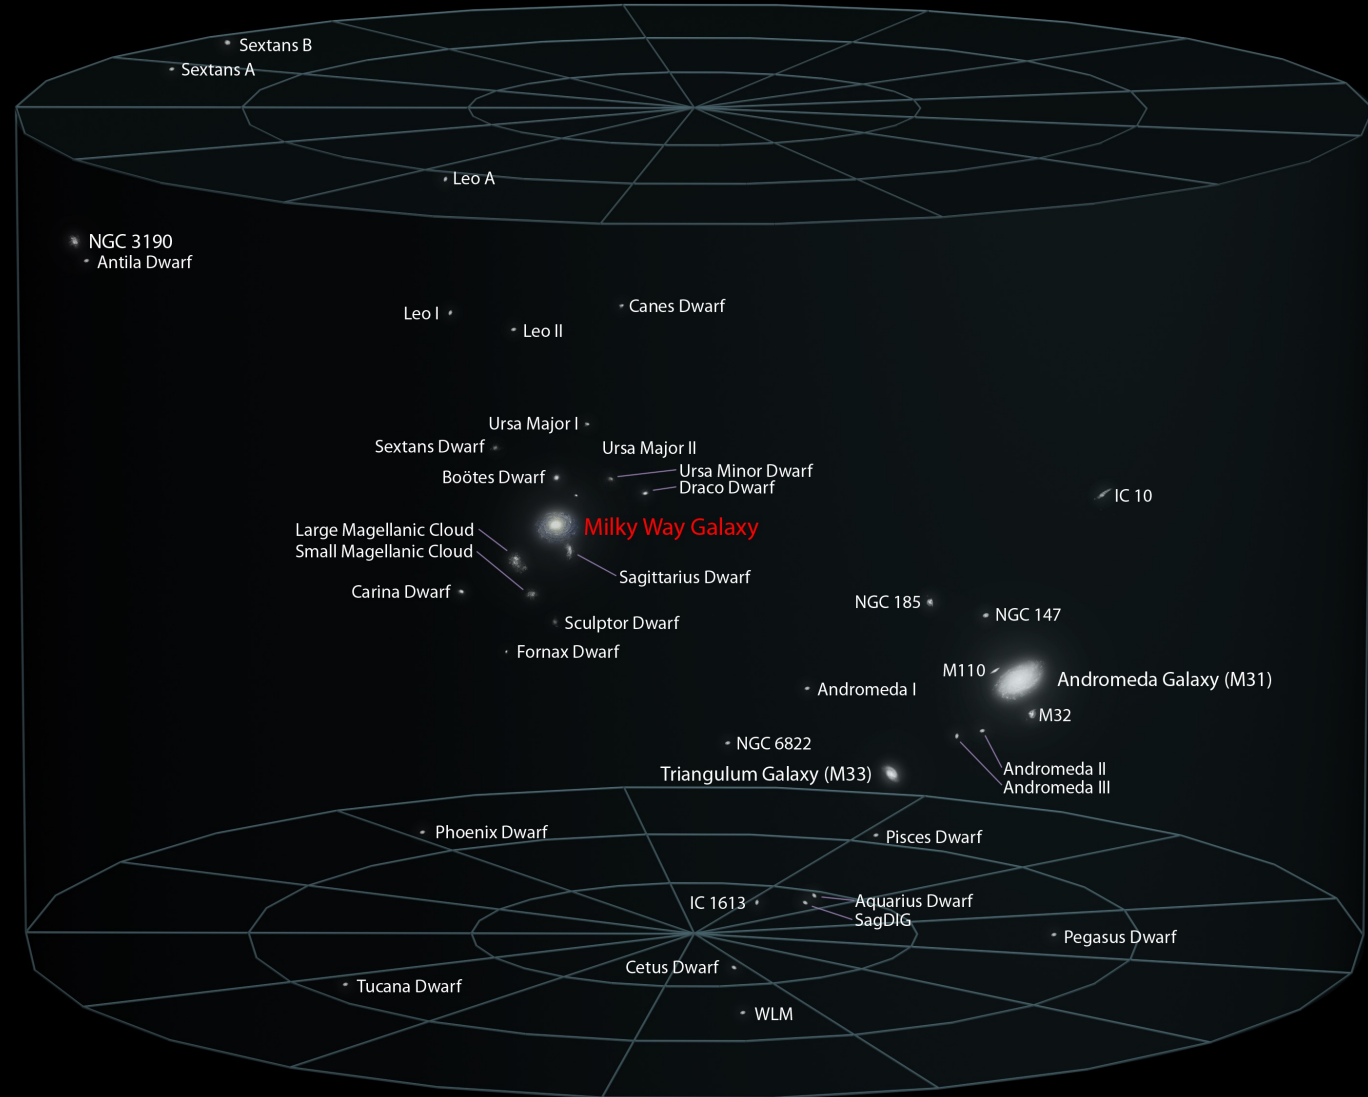 Sextans B
Sextans A
Leo A
NGC 3190
Antila Dwarf
Canes Dwarf
Leo I
Leo II
Ursa Major I
Sextans Dwarf
Ursa Major II
Ursa Minor Dwarf
Boötes Dwarf
Draco Dwarf
IC 10
Milky Way Galaxy
Large Magellanic Cloud
Small Magellanic Cloud
Sagittarius Dwarf
Carina Dwarf
NGC 185
NGC 147
Sculptor Dwarf
Fornax Dwarf
M110
Andromeda Galaxy (M31)
Andromeda I
M32
NGC 6822
Andromeda II
Triangulum Galaxy (M33)
Andromeda III
Phoenix Dwarf
Pisces Dwarf
IC 1613
Aquarius Dwarf
SagDIG
Pegasus Dwarf
Cetus Dwarf
Tucana Dwarf
WLM